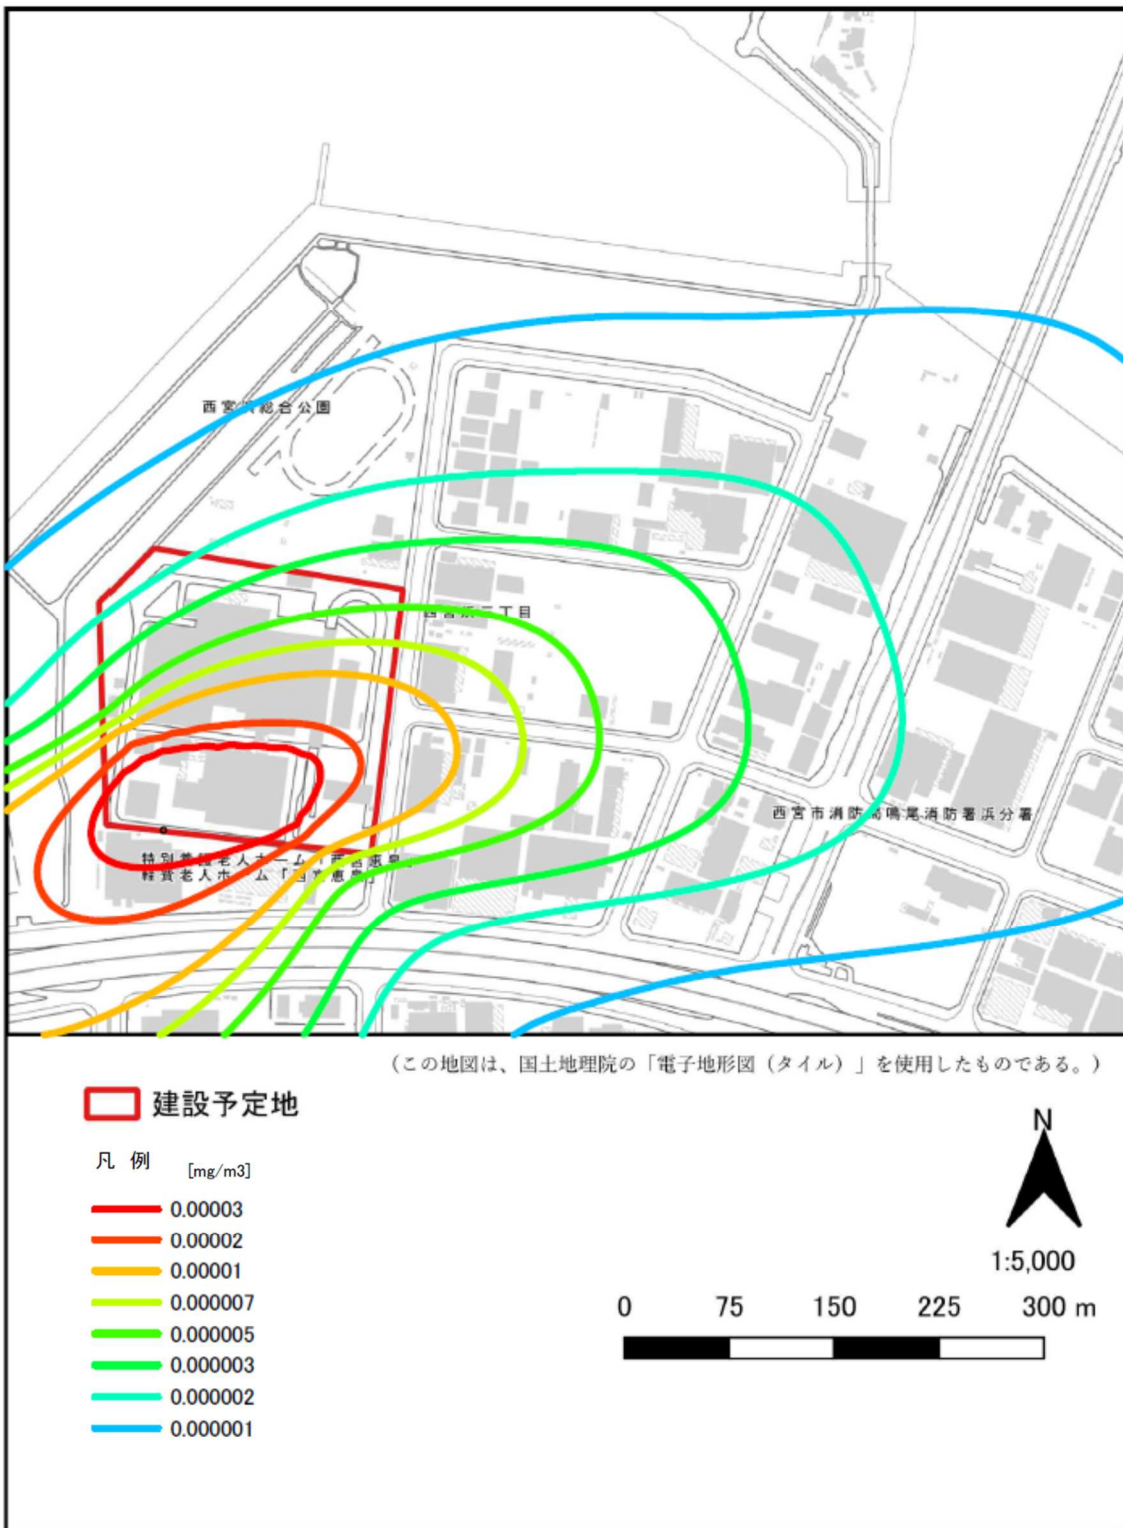 西宮浜総合公園
西宮浜三丁目
西宮市消防局鳴尾消防署浜分署
特別養護老人ホーム「西宮恵泉」
軽費老人ホーム「西宮恵泉」
（この地図は、国土地理院の「電子地形図（タイル）」を使用したものである。）
建設予定地
凡 例 [mg/m3]
0.00003
0.00002
0.00001
0.000007
0.000005
0.000003
0.000002
0.000001
N
1:5,000
0 75 150 225 300 m